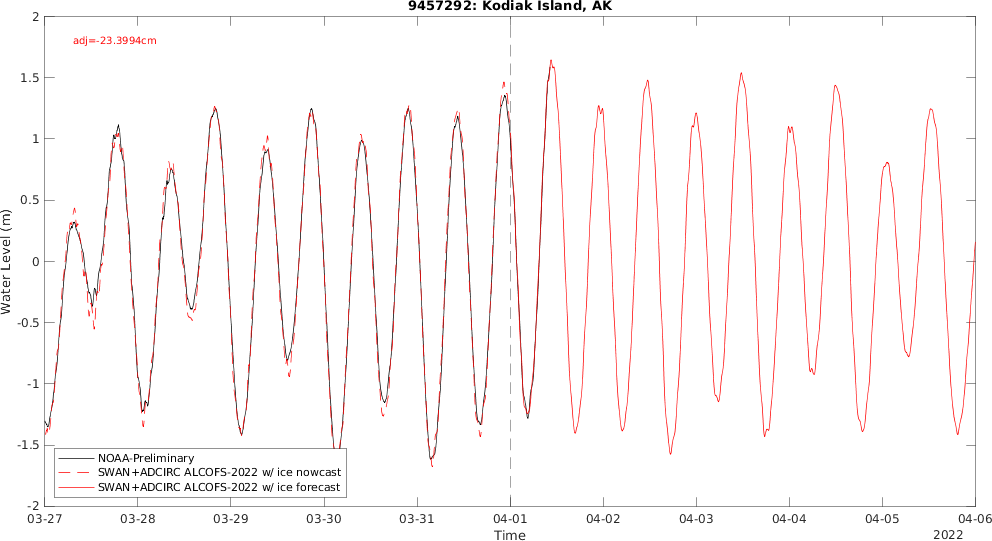 9457292: Kodiak Island, AK
2
adj=-23.3994cm
1.5
1
0.5
0
Water Level (m)
-0.5
-1
-1.5
-2
NOAA-Preliminary
SWAN+ADCIRC ALCOFS-2022 w/ ice nowcast
SWAN+ADCIRC ALCOFS-2022 w/ ice forecast
03-27 03-28 03-29 03-30 03-31 04-01 04-02 04-03 04-04 04-05 04-06
Time
2022